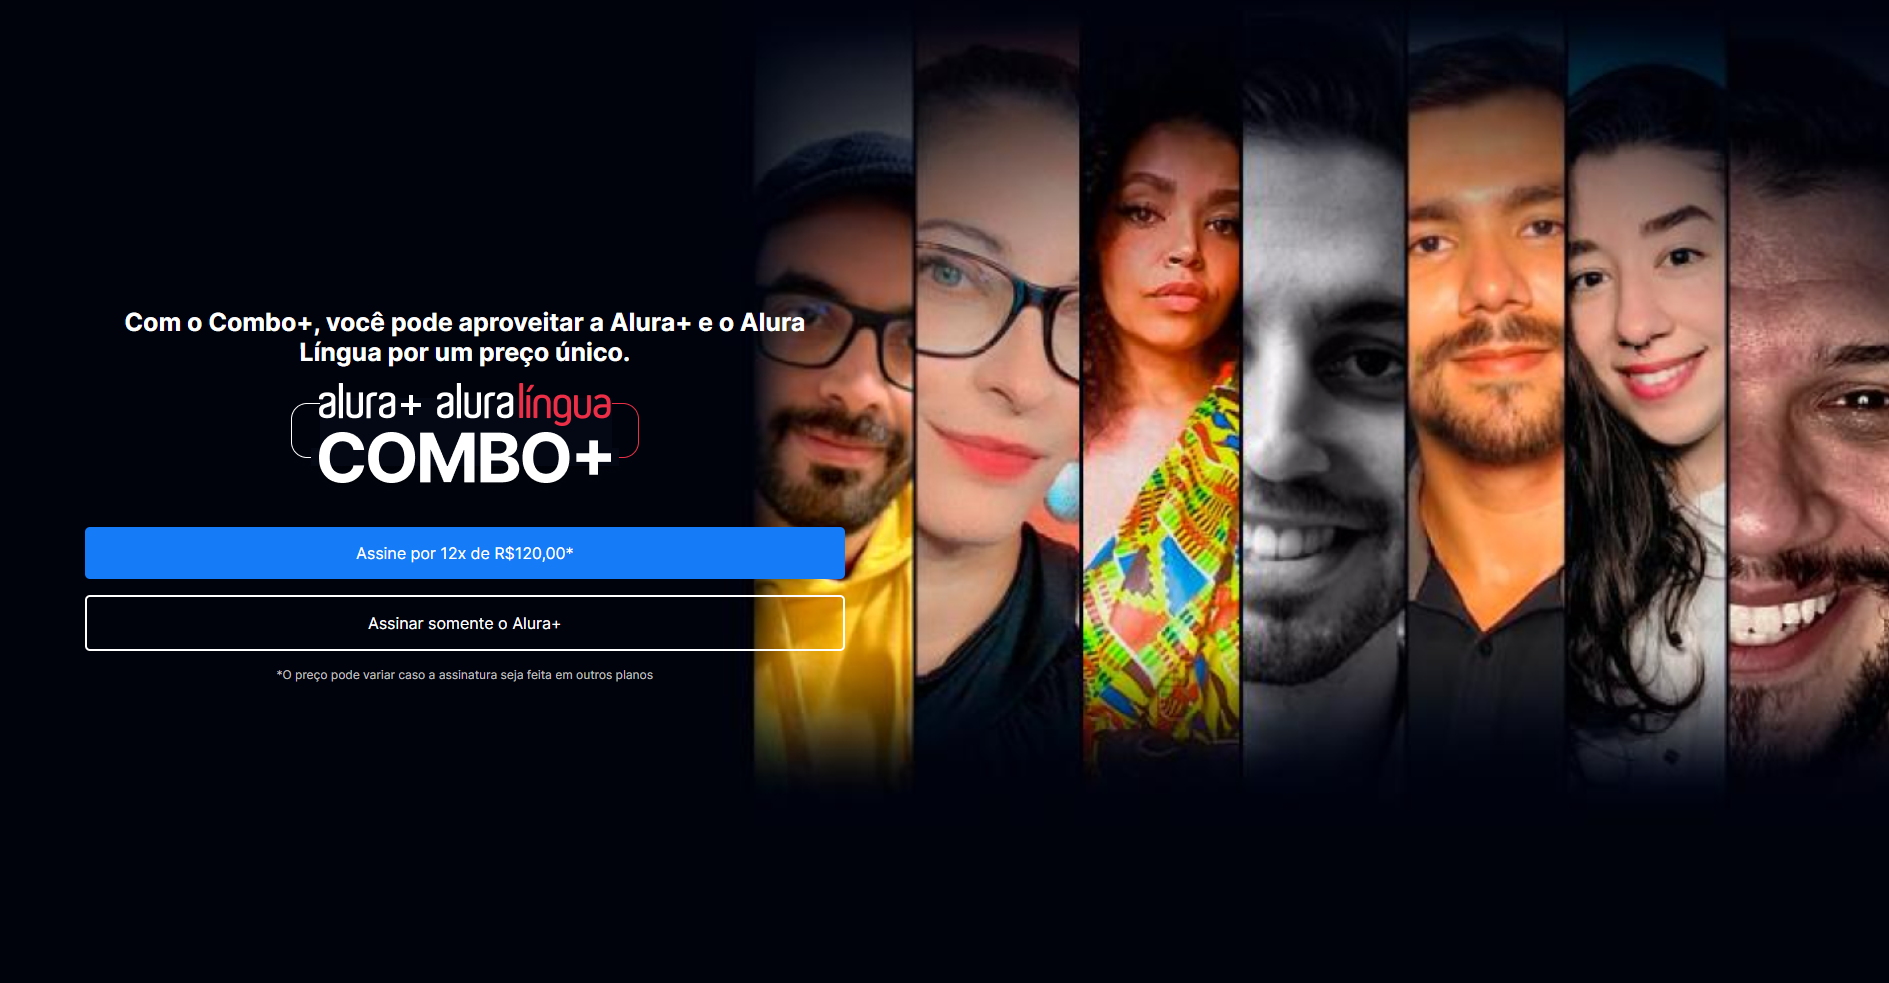 Com o Combo+, você pode aproveitar a Alura+ e o Alura
Língua por um preço único.
alura+ aluralíngua
COMBO+
Assine por 12x de R$120,00*
Assinar somente o Alura+
*O preço pode variar caso a assinatura seja feita em outros planos